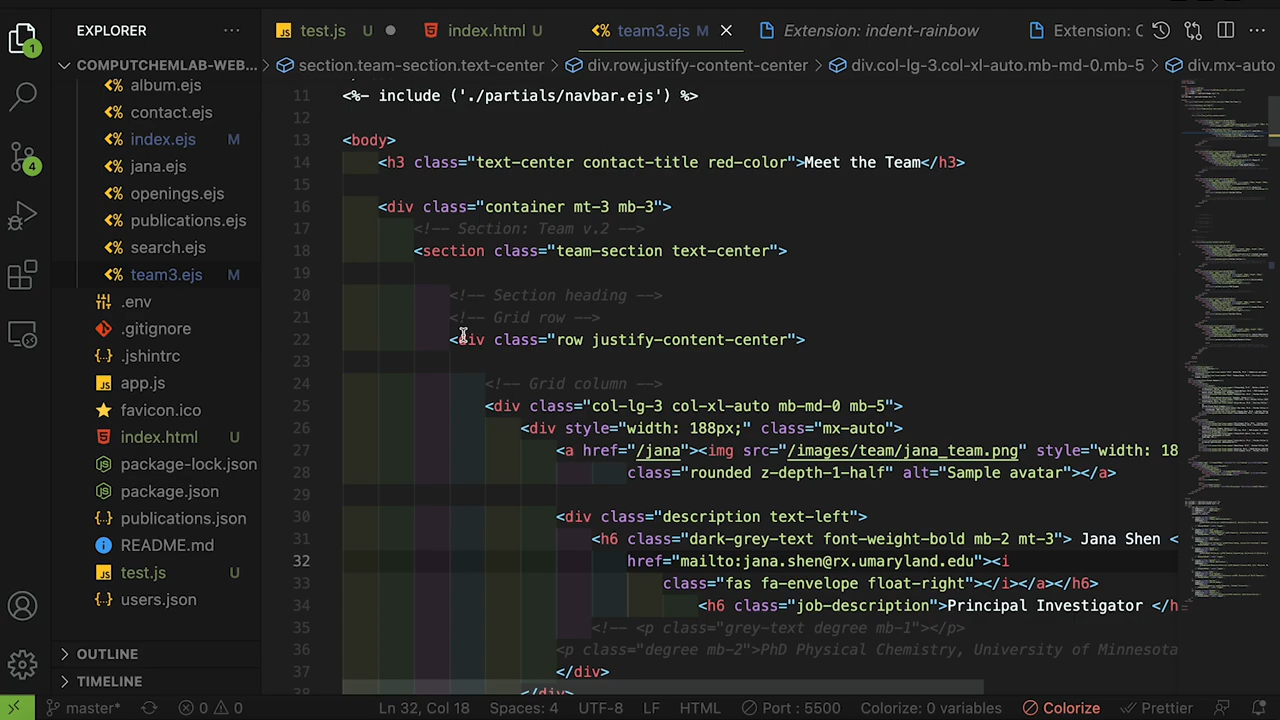 EXPLORER
COMPUTCHEMLAB-WEB...
album.ejs
contact.ejs
index.ejs M
jana.ejs
openings.ejs
publications.ejs
search.ejs
team3.ejs M
.env
.gitignore
.jshintrc
app.js
favicon.ico
index.html U
package-lock.json
package.json
publications.json
README.md
test.js U
users.json
OUTLINE
TIMELINE
1
4
test.js U
index.html U
team3.ejs M
Extension: indent-rainbow
Extension: C
section.team-section.text-center
div.row.justify-content-center
div.col-lg-3.col-xl-auto.mb-md-0.mb-5
div.mx-auto
11 <%- include ('./partials/navbar.ejs') %>
12
13 <body>
14 <h3 class="text-center contact-title red-color">Meet the Team</h3>
15
16 <div class="container mt-3 mb-3">
17 <!-- Section: Team v.2 -->
18 <section class="team-section text-center">
19
20 <!-- Section heading -->
21 <!-- Grid row -->
22 <div class="row justify-content-center">
23
24 <!-- Grid column -->
25 <div class="col-lg-3 col-xl-auto mb-md-0 mb-5">
26 <div style="width: 188px;" class="mx-auto">
27 <a href="/jana"><img src="/images/team/jana_team.png" style="width: 18
28 class="rounded z-depth-1-half" alt="Sample avatar"></a>
29
30 <div class="description text-left">
31 <h6 class="dark-grey-text font-weight-bold mb-2 mt-3"> Jana Shen <
32 href="mailto:jana.shen@rx.umaryland.edu"><i
33 class="fas fa-envelope float-right"></i></a></h6>
34 <h6 class="job-description">Principal Investigator </h
35 <!-- <p class="grey-text degree mb-1"></p>
36 <p class="degree mb-2">PhD Physical Chemistry, University of Minnesota
37 </div>
38 </div>
master* 0 0
Ln 32, Col 18 Spaces: 4 UTF-8 LF HTML Port : 5500 Colorize: 0 variables Colorize Prettier